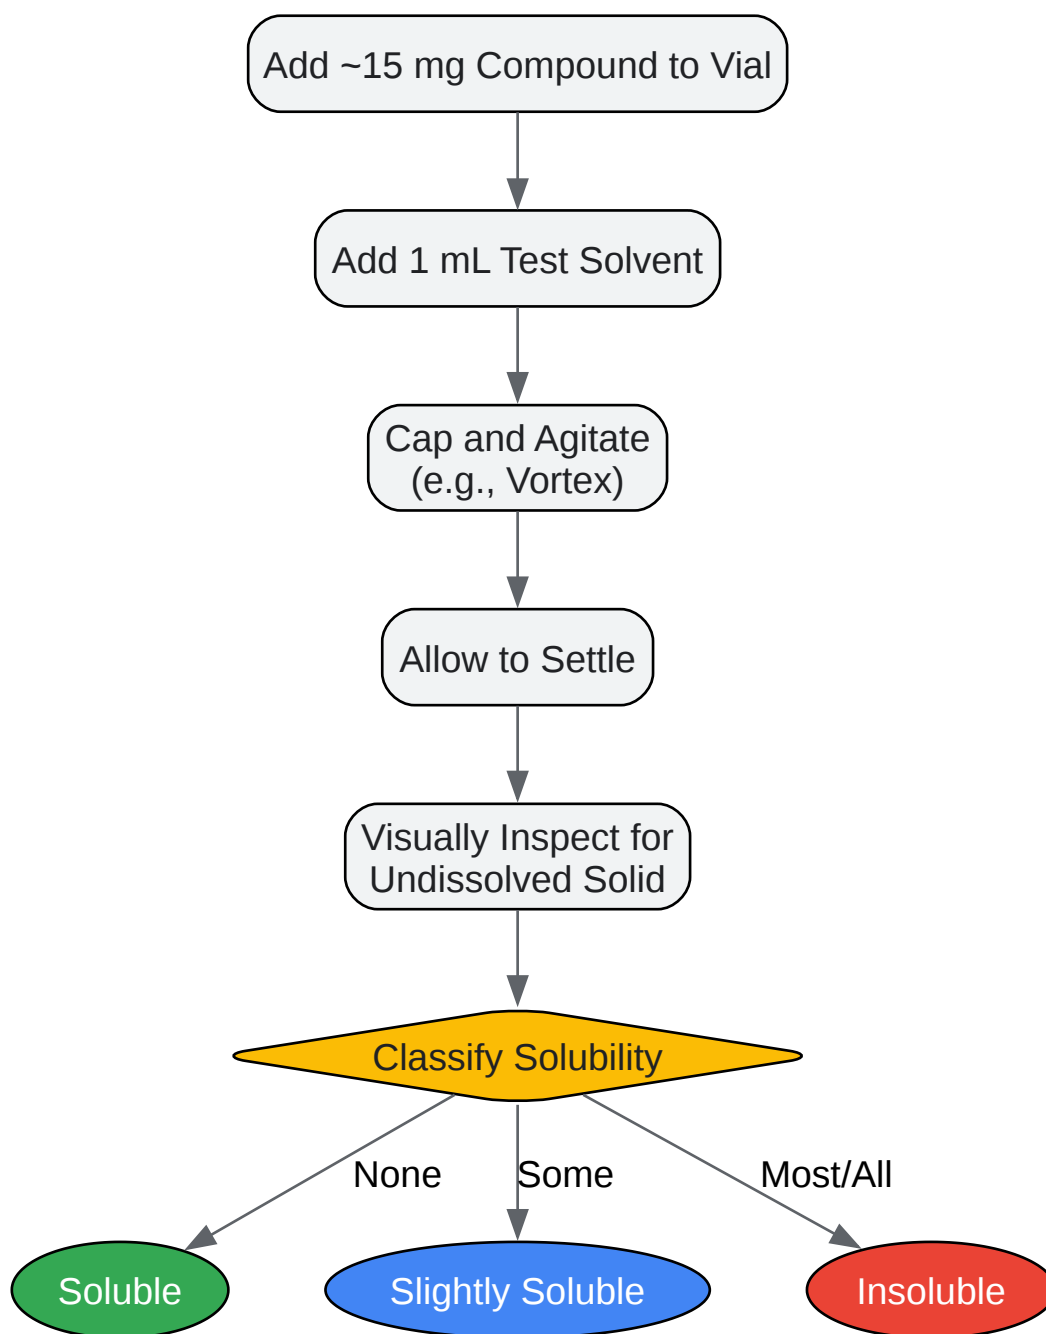 Add ~15 mg Compound to Vial
Add 1 mL Test Solvent
Cap and Agitate
(e.g., Vortex)
Allow to Settle
Visually Inspect for
Undissolved Solid
Classify Solubility
None
Some
Most/All
Soluble
Slightly Soluble
Insoluble